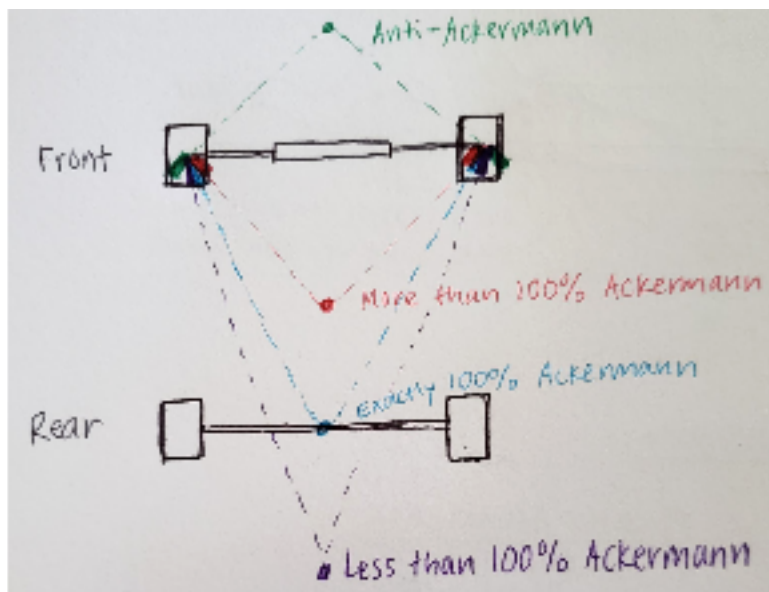 Anti-Ackermann
Front
More than 100% Ackermann
Exactly 100% Ackermann
Rear
Less than 100% Ackermann